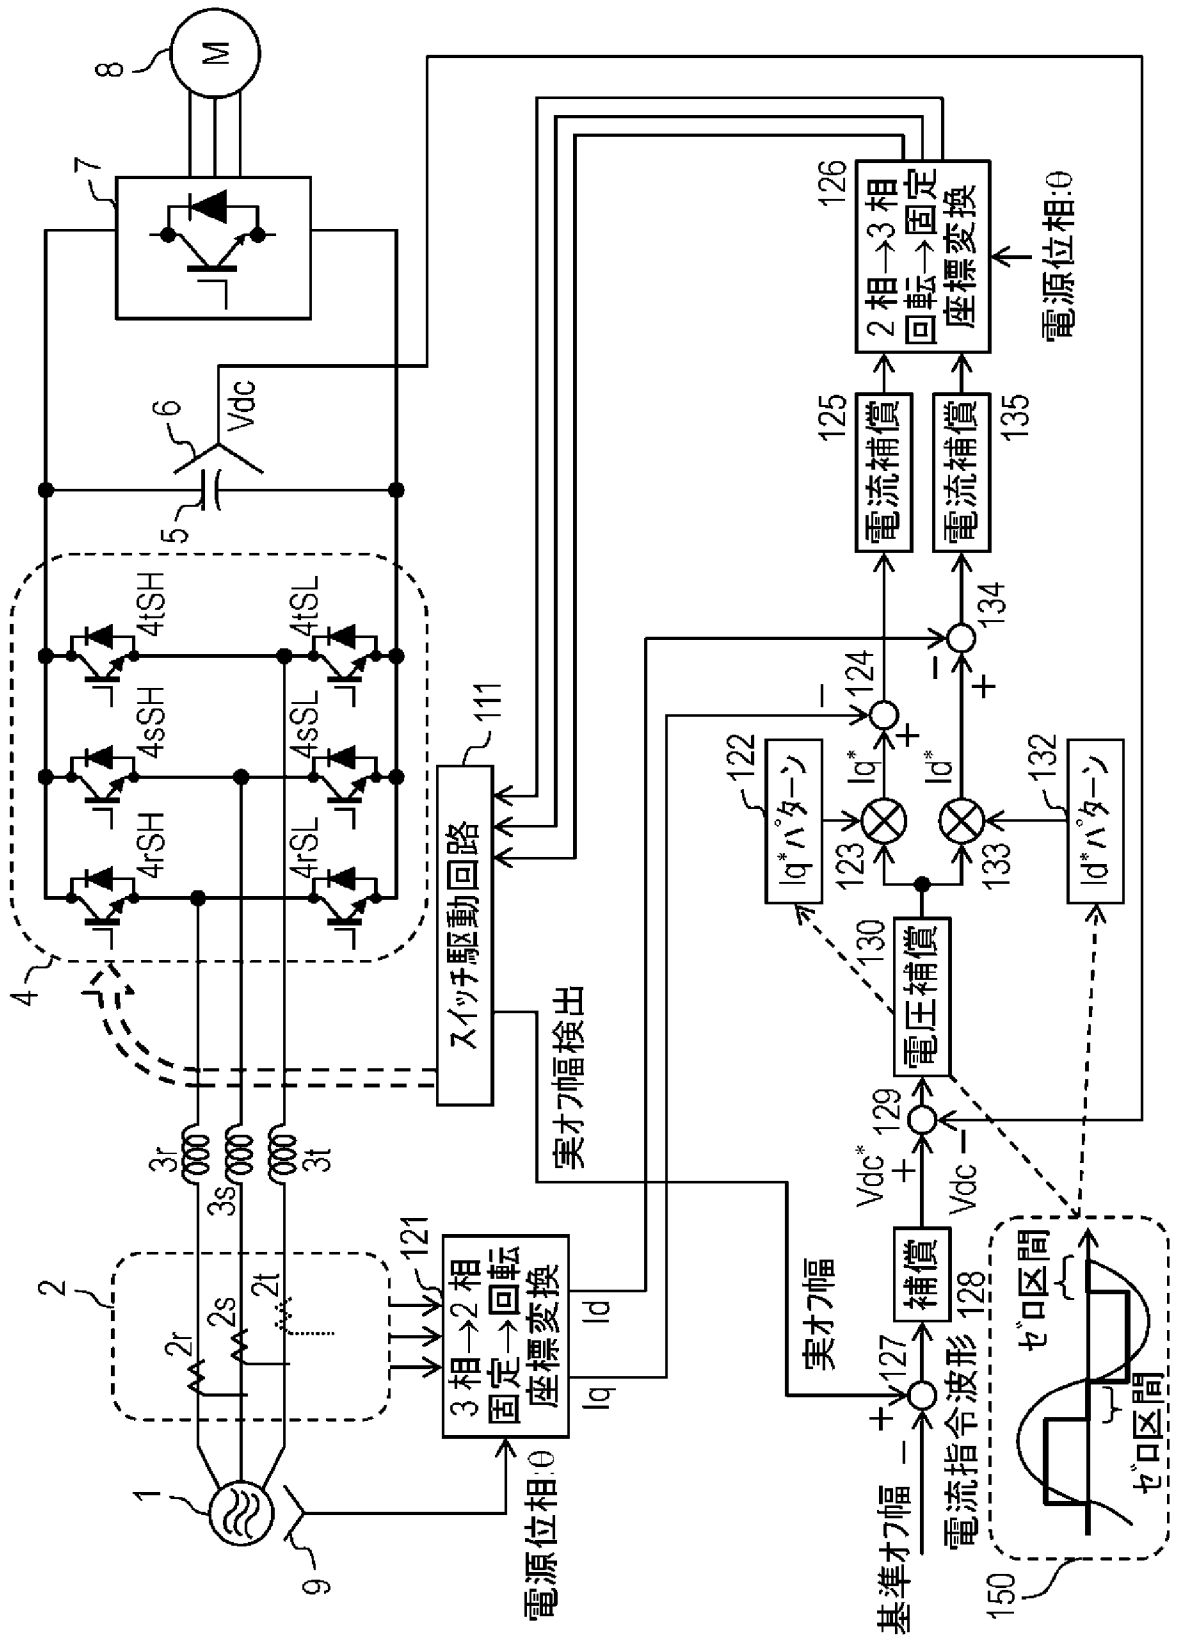 1
9
2
2r
2s
2t
3r
3s
3t
4
4rSH
4sSH
4tSH
4rSL
4sSL
4tSL
5
6
Vdc
7
8
M
電源位相:θ
121
3 相→2 相
固定→回転
座標変換
Iq
Id
スイッチ駆動回路
111
実オフ幅検出
実オフ幅
基準オフ幅
+
−
127
補償
128
Vdc*
+
Vdc
−
129
電圧補償
130
Iq*パターン
122
123
Iq*
+
−
124
電流補償
125
Id*パターン
132
133
Id*
+
−
134
電流補償
135
126
2 相→3 相
回転→固定
座標変換
電源位相:θ
電流指令波形
ゼロ区間
ゼロ区間
150